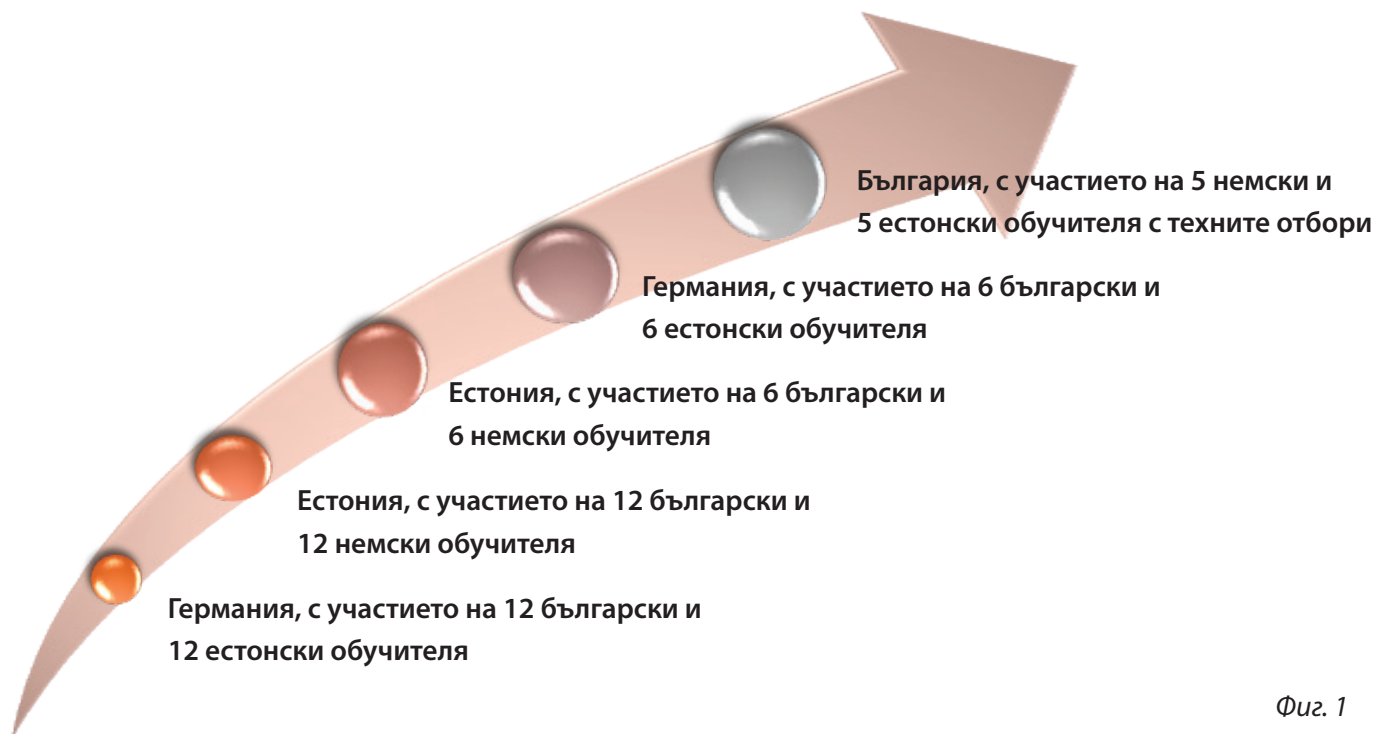 България, с участието на 5 немски и
5 естонски обучителя с техните отбори
Германия, с участието на 6 български и
6 естонски обучителя
Естония, с участието на 6 български и
6 немски обучителя
Естония, с участието на 12 български и
12 немски обучителя
Германия, с участието на 12 български и
12 естонски обучителя
Фиг. 1